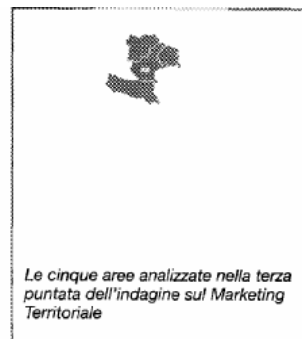 Le cinque aree analizzate nella terza
puntata dell'indagine sul Marketing
Territoriale